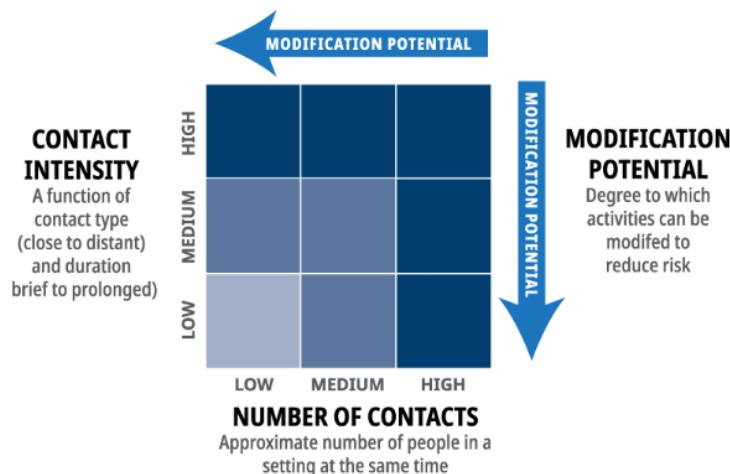 MODIFICATION POTENTIAL
CONTACT
INTENSITY
A function of
contact type
(close to distant)
and duration
brief to prolonged)
HIGH
MEDIUM
LOW
MODIFICATION POTENTIAL
MODIFICATION
POTENTIAL
Degree to which
activities can be
modifed to
reduce risk
LOW MEDIUM HIGH
NUMBER OF CONTACTS
Approximate number of people in a
setting at the same time